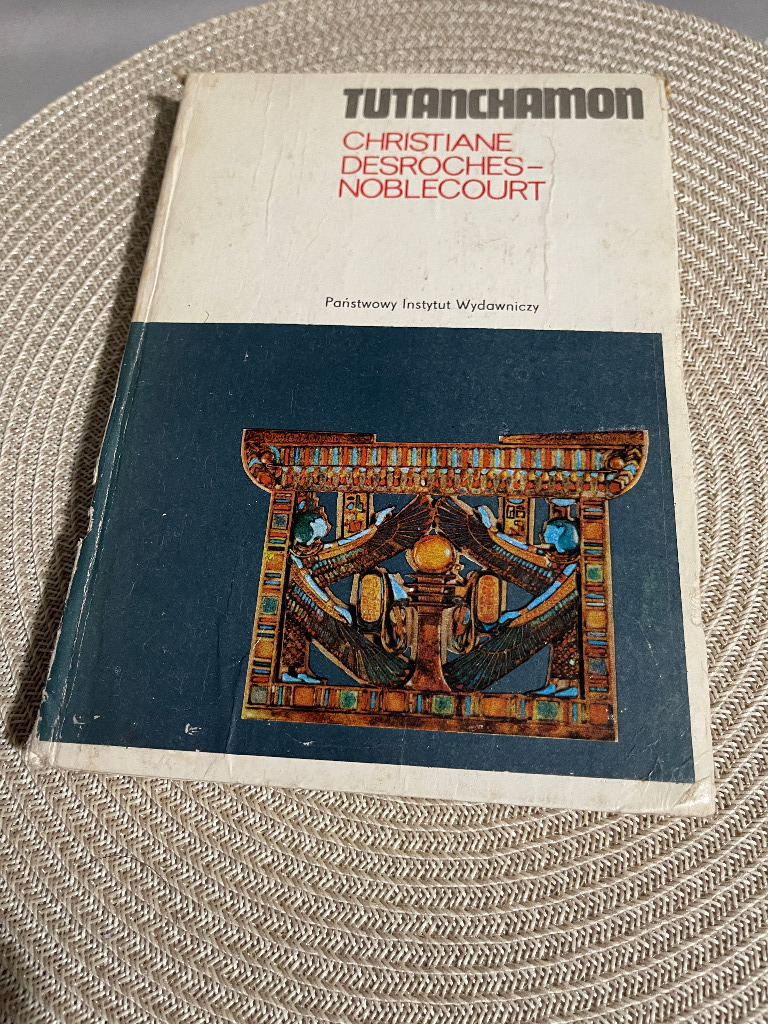 TUTANCHAMON
CHRISTIANE
DESROCHES-
NOBLECOURT
Państwowy Instytut Wydawniczy